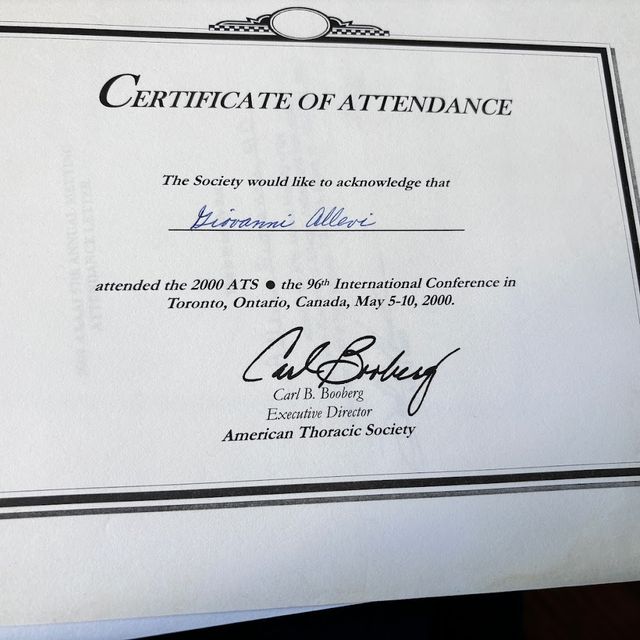 CERTIFICATE OF ATTENDANCE
The Society would like to acknowledge that
Giovanni Allevi
attended the 2000 ATS ● the 96th International Conference in
Toronto, Ontario, Canada, May 5-10, 2000.
Carl Booberg
Carl B. Booberg
Executive Director
American Thoracic Society